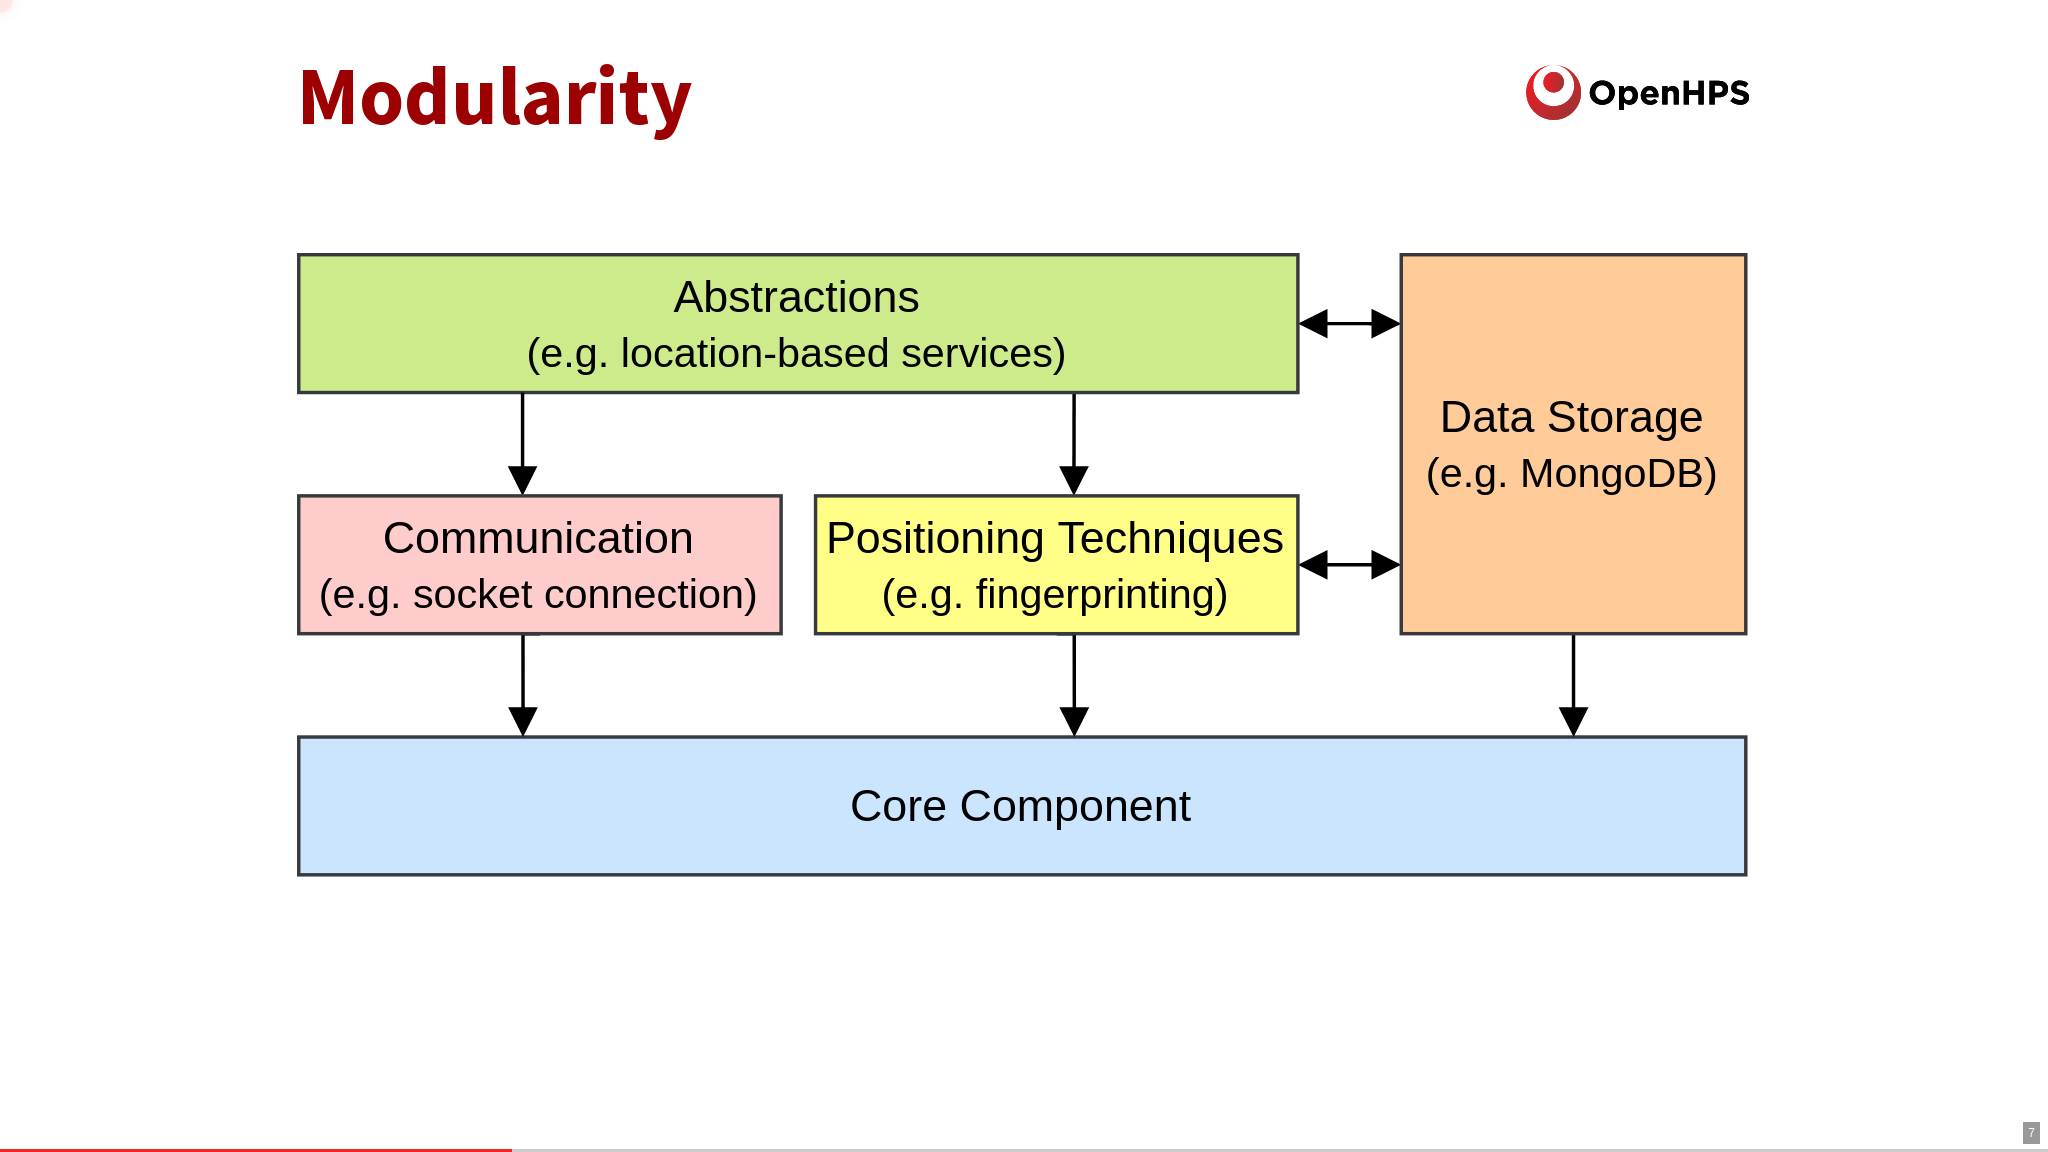 Modularity
OpenHPS
Abstractions
(e.g. location-based services)
Data Storage
(e.g. MongoDB)
Communication
(e.g. socket connection)
Positioning Techniques
(e.g. fingerprinting)
Core Component
7